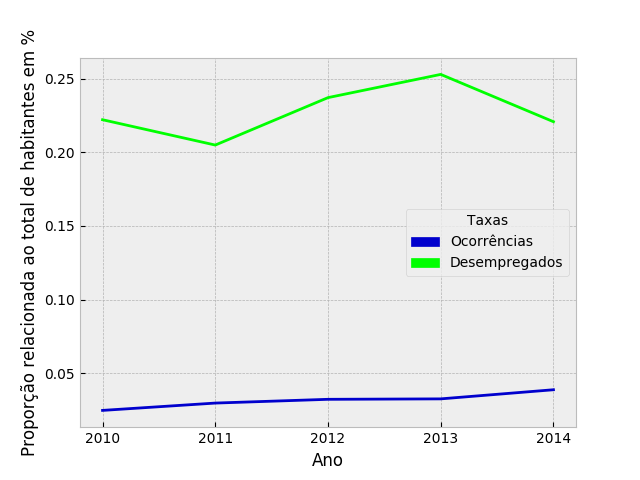 Proporção relacionada ao total de habitantes em %
0.25
0.20
0.15
0.10
0.05
Taxas
Ocorrências
Desempregados
2010 2011 2012 2013 2014
Ano